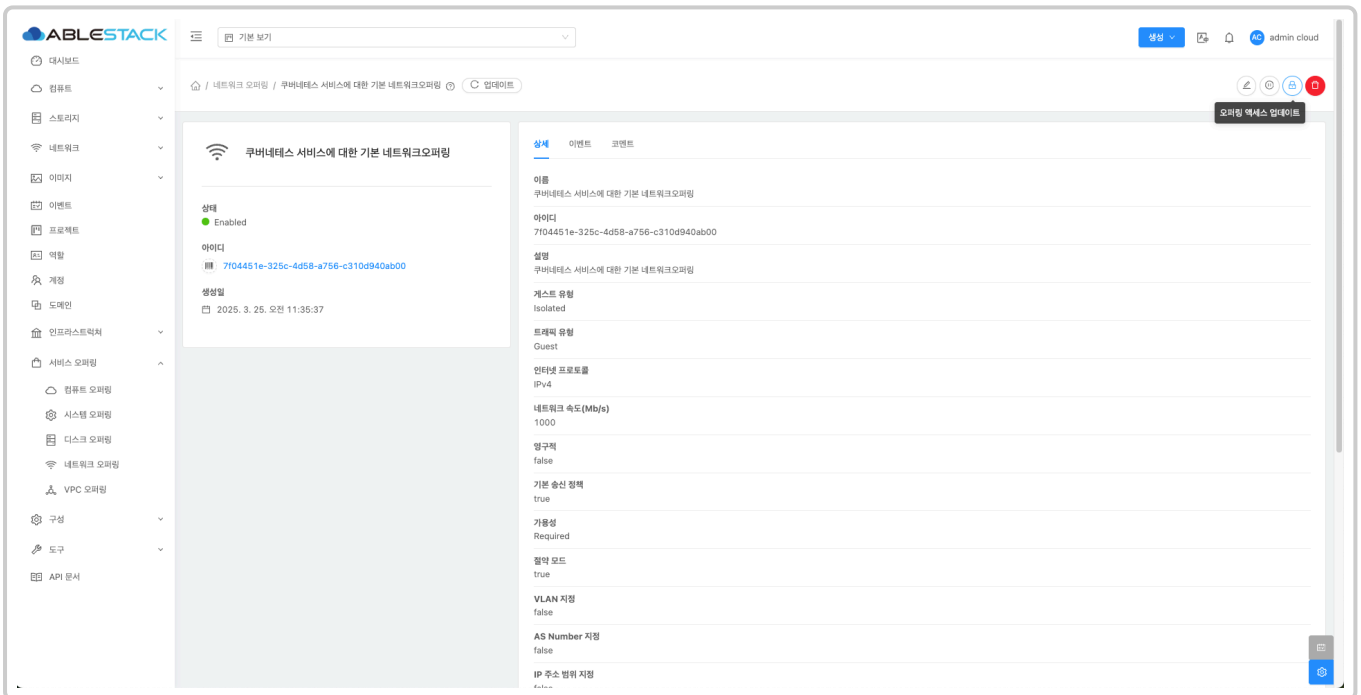 ABLESTACK
기본 보기
생성
admin cloud
AC
대시보드
컴퓨트
스토리지
네트워크
이미지
이벤트
프로젝트
역할
계정
도메인
인프라스트럭쳐
서비스 오퍼링
컴퓨트 오퍼링
시스템 오퍼링
디스크 오퍼링
네트워크 오퍼링
VPC 오퍼링
구성
도구
API 문서
/ 네트워크 오퍼링 / 쿠버네테스 서비스에 대한 기본 네트워크오퍼링 업데이트
오퍼링 액세스 업데이트
쿠버네테스 서비스에 대한 기본 네트워크오퍼링
상태
Enabled
아이디
7f04451e-325c-4d58-a756-c310d940ab00
생성일
2025. 3. 25. 오전 11:35:37
상세 이벤트 코멘트
이름
쿠버네테스 서비스에 대한 기본 네트워크오퍼링
아이디
7f04451e-325c-4d58-a756-c310d940ab00
설명
쿠버네테스 서비스에 대한 기본 네트워크오퍼링
게스트 유형
Isolated
트래픽 유형
Guest
인터넷 프로토콜
IPv4
네트워크 속도(Mb/s)
1000
영구적
false
기본 송신 정책
true
가용성
Required
절약 모드
true
VLAN 지정
false
AS Number 지정
false
IP 주소 범위 지정
false